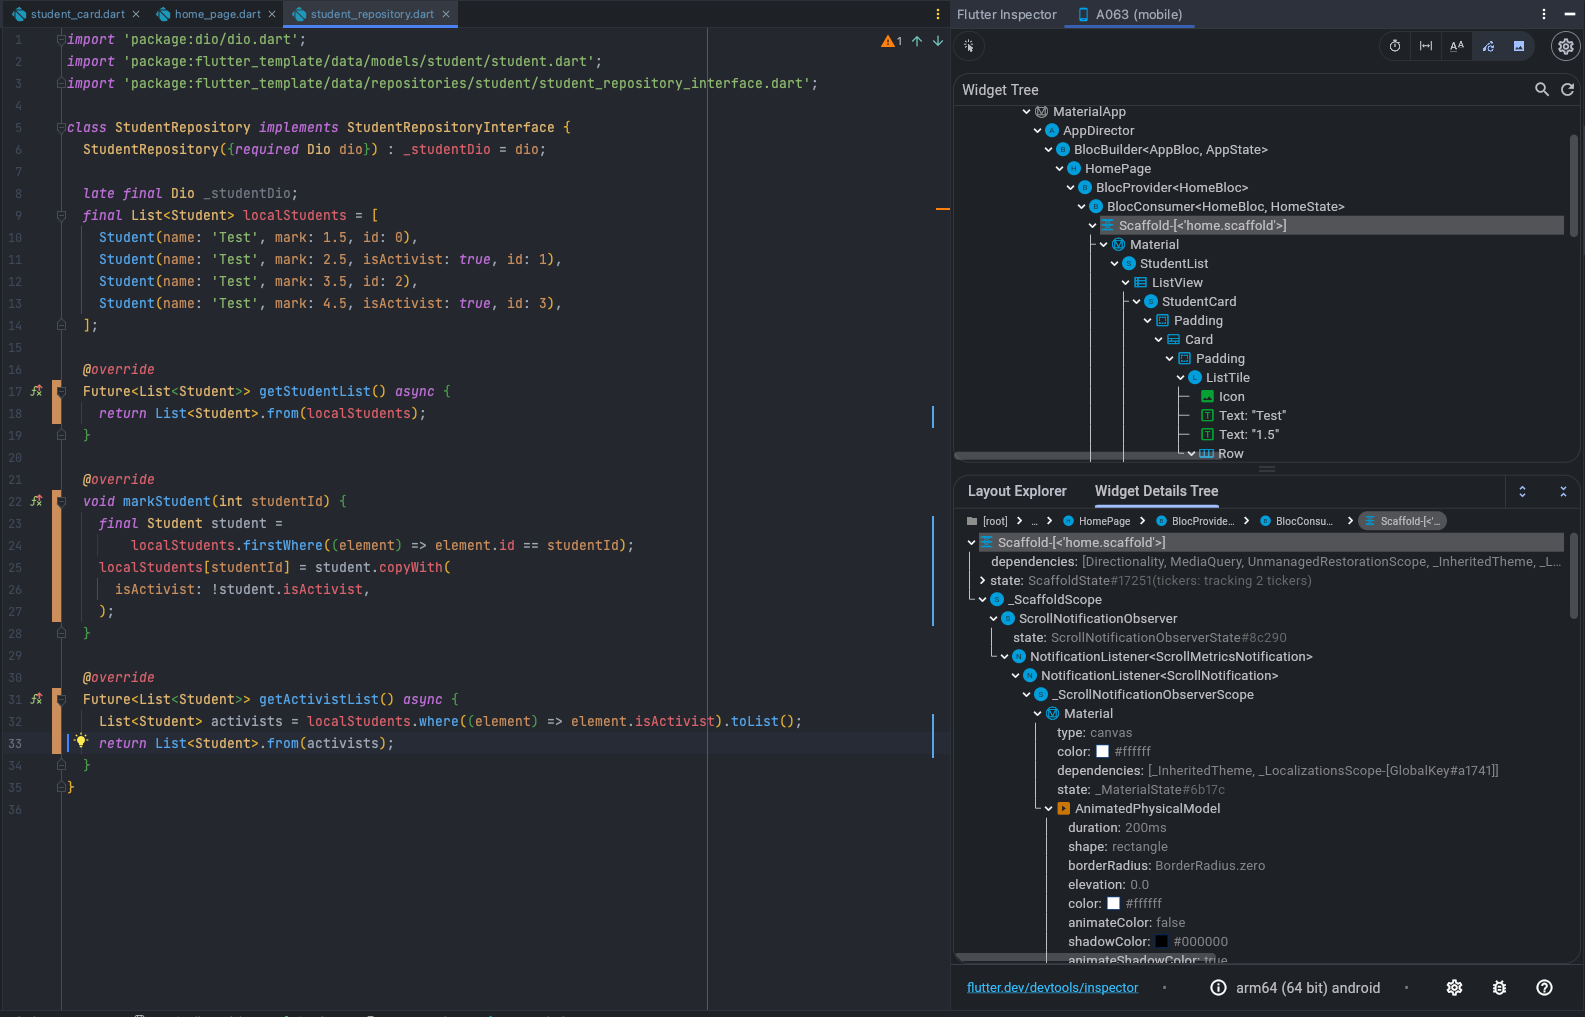 student_card.dart
home_page.dart
student_repository.dart
1 import 'package:dio/dio.dart';
2 import 'package:flutter_template/data/models/student/student.dart';
3 import 'package:flutter_template/data/repositories/student/student_repository_interface.dart';
4
5 class StudentRepository implements StudentRepositoryInterface {
6 StudentRepository({required Dio dio}) : _studentDio = dio;
7
8 late final Dio _studentDio;
9 final List<Student> localStudents = [
10 Student(name: 'Test', mark: 1.5, id: 0),
11 Student(name: 'Test', mark: 2.5, isActivist: true, id: 1),
12 Student(name: 'Test', mark: 3.5, id: 2),
13 Student(name: 'Test', mark: 4.5, isActivist: true, id: 3),
14 ];
15
16 @override
17 Future<List<Student>> getStudentList() async {
18 return List<Student>.from(localStudents);
19 }
20
21 @override
22 void markStudent(int studentId) {
23 final Student student =
24 localStudents.firstWhere((element) => element.id == studentId);
25 localStudents[studentId] = student.copyWith(
26 isActivist: !student.isActivist,
27 );
28 }
29
30 @override
31 Future<List<Student>> getActivistList() async {
32 List<Student> activists = localStudents.where((element) => element.isActivist).toList();
33 return List<Student>.from(activists);
34 }
35 }
36
1
Flutter Inspector
A063 (mobile)
AA
Widget Tree
MaterialApp
AppDirector
BlocBuilder<AppBloc, AppState>
HomePage
BlocProvider<HomeBloc>
BlocConsumer<HomeBloc, HomeState>
Scaffold-[<'home.scaffold'>]
Material
StudentList
ListView
StudentCard
Padding
Card
Padding
ListTile
Icon
Text: "Test"
Text: "1.5"
Row
Layout Explorer
Widget Details Tree
[root] ... HomePage BlocProvide... BlocConsu... Scaffold-[<'...
Scaffold-[<'home.scaffold'>]
dependencies: [Directionality, MediaQuery, UnmanagedRestorationScope, _InheritedTheme, _L...
state: ScaffoldState#17251(tickers: tracking 2 tickers)
_ScaffoldScope
ScrollNotificationObserver
state: ScrollNotificationObserverState#8c290
NotificationListener<ScrollMetricsNotification>
NotificationListener<ScrollNotification>
_ScrollNotificationObserverScope
Material
type: canvas
color: #ffffff
dependencies: [_InheritedTheme, _LocalizationsScope-[GlobalKey#a1741]]
state: _MaterialState#6b17c
AnimatedPhysicalModel
duration: 200ms
shape: rectangle
borderRadius: BorderRadius.zero
elevation: 0.0
color: #ffffff
animateColor: false
shadowColor: #000000
animateShadowColor: true
flutter.dev/devtools/inspector
arm64 (64 bit) android